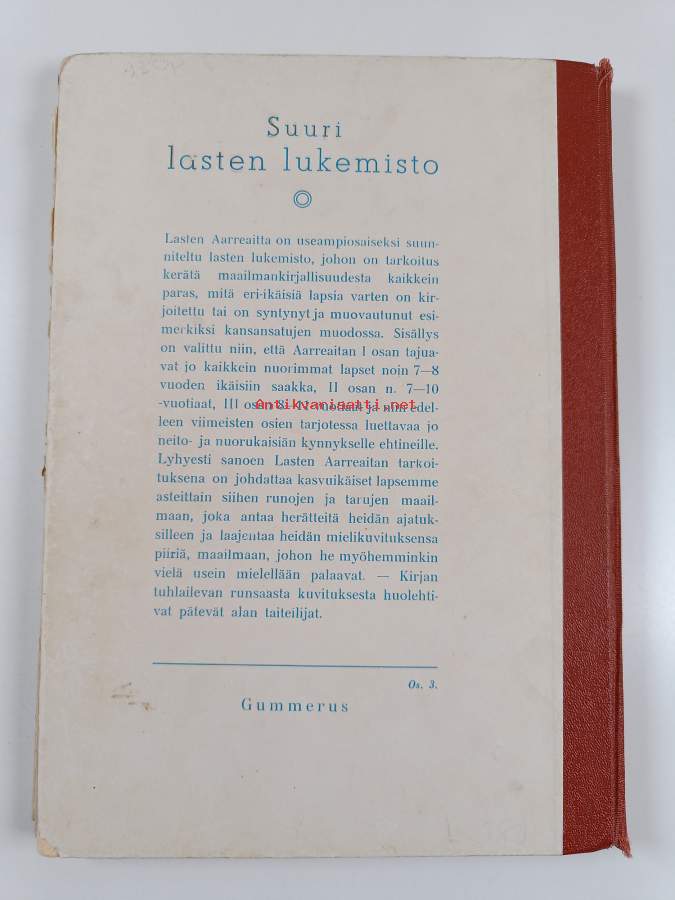 Suuri
lasten lukemisto
Lasten Aarreaitta on useampiosaiseksi suun-
niteltu lasten lukemisto, johon on tarkoitus
kerätä maailmankirjallisuudesta kaikkein
paras, mitä eri-ikäisiä lapsia varten on kir-
joitettu tai on syntynyt ja muovautunut esi-
merkiksi kansansatujen muodossa. Sisällys
on valittu niin, että Aarreaitan I osan tajua-
vat jo kaikkein nuorimmat lapset noin 7—8
vuoden ikäisiin saakka, II osan n. 7—10
-vuotiaat, III osan ja niin edel-
Antikvariaatti.net
leen viimeisten osien tarjotessa luettavaa jo
neito- ja nuorukaisiän kynnykselle ehtineille.
Lyhyesti sanoen Lasten Aarreaitan tarkoi-
tuksena on johdattaa kasvuikäiset lapsemme
asteittain siihen runojen ja tarujen maail-
maan, joka antaa herätteitä heidän ajatuk-
silleen ja laajentaa heidän mielikuvituksensa
piiriä, maailmaan, johon he myöhemminkin
vielä usein mielellään palaavat. — Kirjan
tuhlailevan runsaasta kuvituksesta huolehti-
vat pätevät alan taiteilijat.
Os. 3.
Gummerus